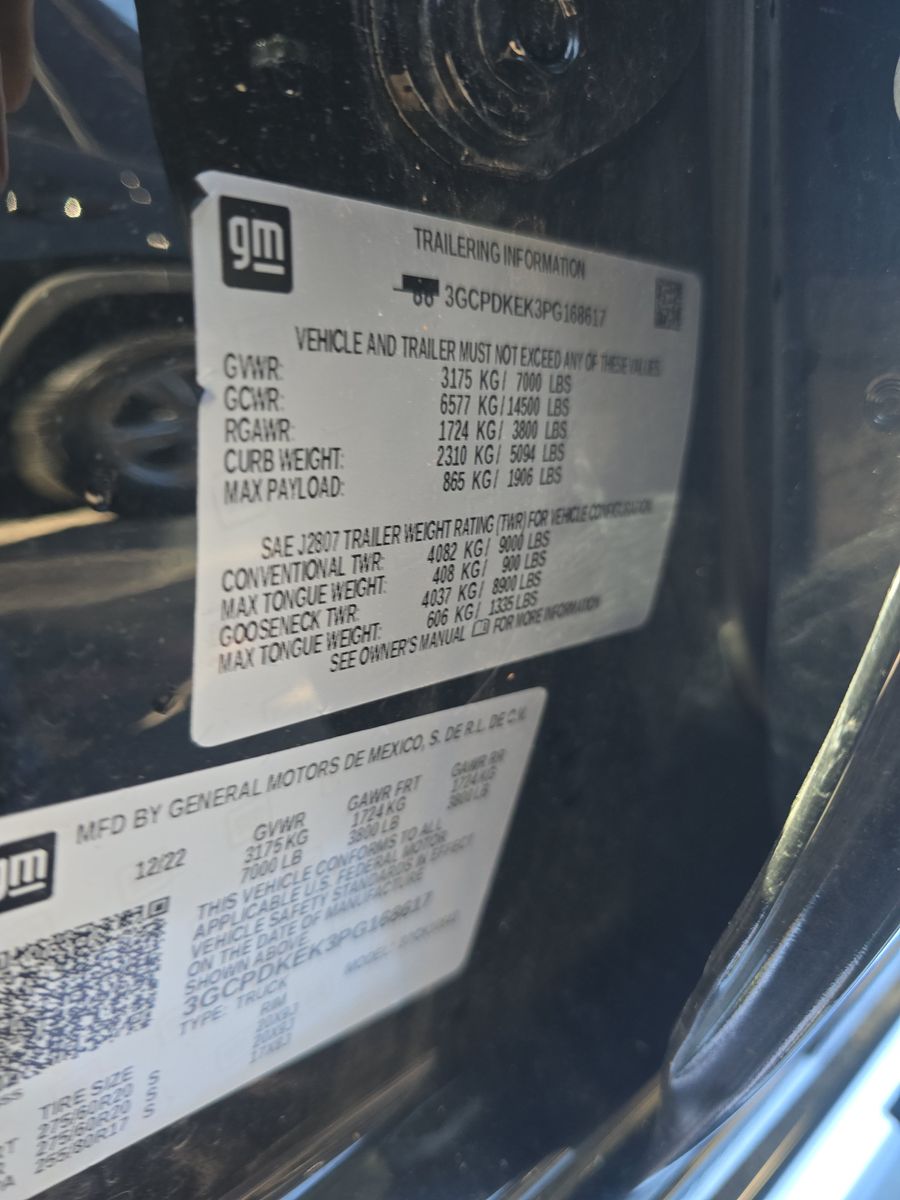 gm
TRAILERING INFORMATION
3GCPDKEK3PG168617
VEHICLE AND TRAILER MUST NOT EXCEED ANY OF THESE VALUES
GVWR: 3175 KG/ 7000 LBS
GCWR: 6577 KG/14500 LBS
RGAWR: 1724 KG/ 3800 LBS
CURB WEIGHT: 2310 KG/ 5094 LBS
MAX PAYLOAD: 865 KG/ 1906 LBS
SAE J2807 TRAILER WEIGHT RATING (TWR) FOR VEHICLE CONFIGURATION
CONVENTIONAL TWR: 4082 KG/ 9000 LBS
MAX TONGUE WEIGHT: 408 KG/ 900 LBS
GOOSENECK TWR: 4037 KG/ 8900 LBS
MAX TONGUE WEIGHT: 606 KG/ 1335 LBS
SEE OWNER'S MANUAL FOR MORE INFORMATION
gm
MFD BY GENERAL MOTORS DE MEXICO, S. DE R.L. DE C.V.
12/22 GVWR GAWR FRT GAWR RR
3175 KG 1724 KG 1724 KG
7000 LB 3800 LB 3800 LB
THIS VEHICLE CONFORMS TO ALL
APPLICABLE U.S. FEDERAL MOTOR
VEHICLE SAFETY STANDARDS IN EFFECT
ON THE DATE OF MANUFACTURE
SHOWN ABOVE.
3GCPDKEK3PG168617
TYPE: TRUCK MODEL:
TIRE SIZE RIM
275/60R20 S 20X9J
275/60R20 S 20X9J
255/80R17 S 17X8J